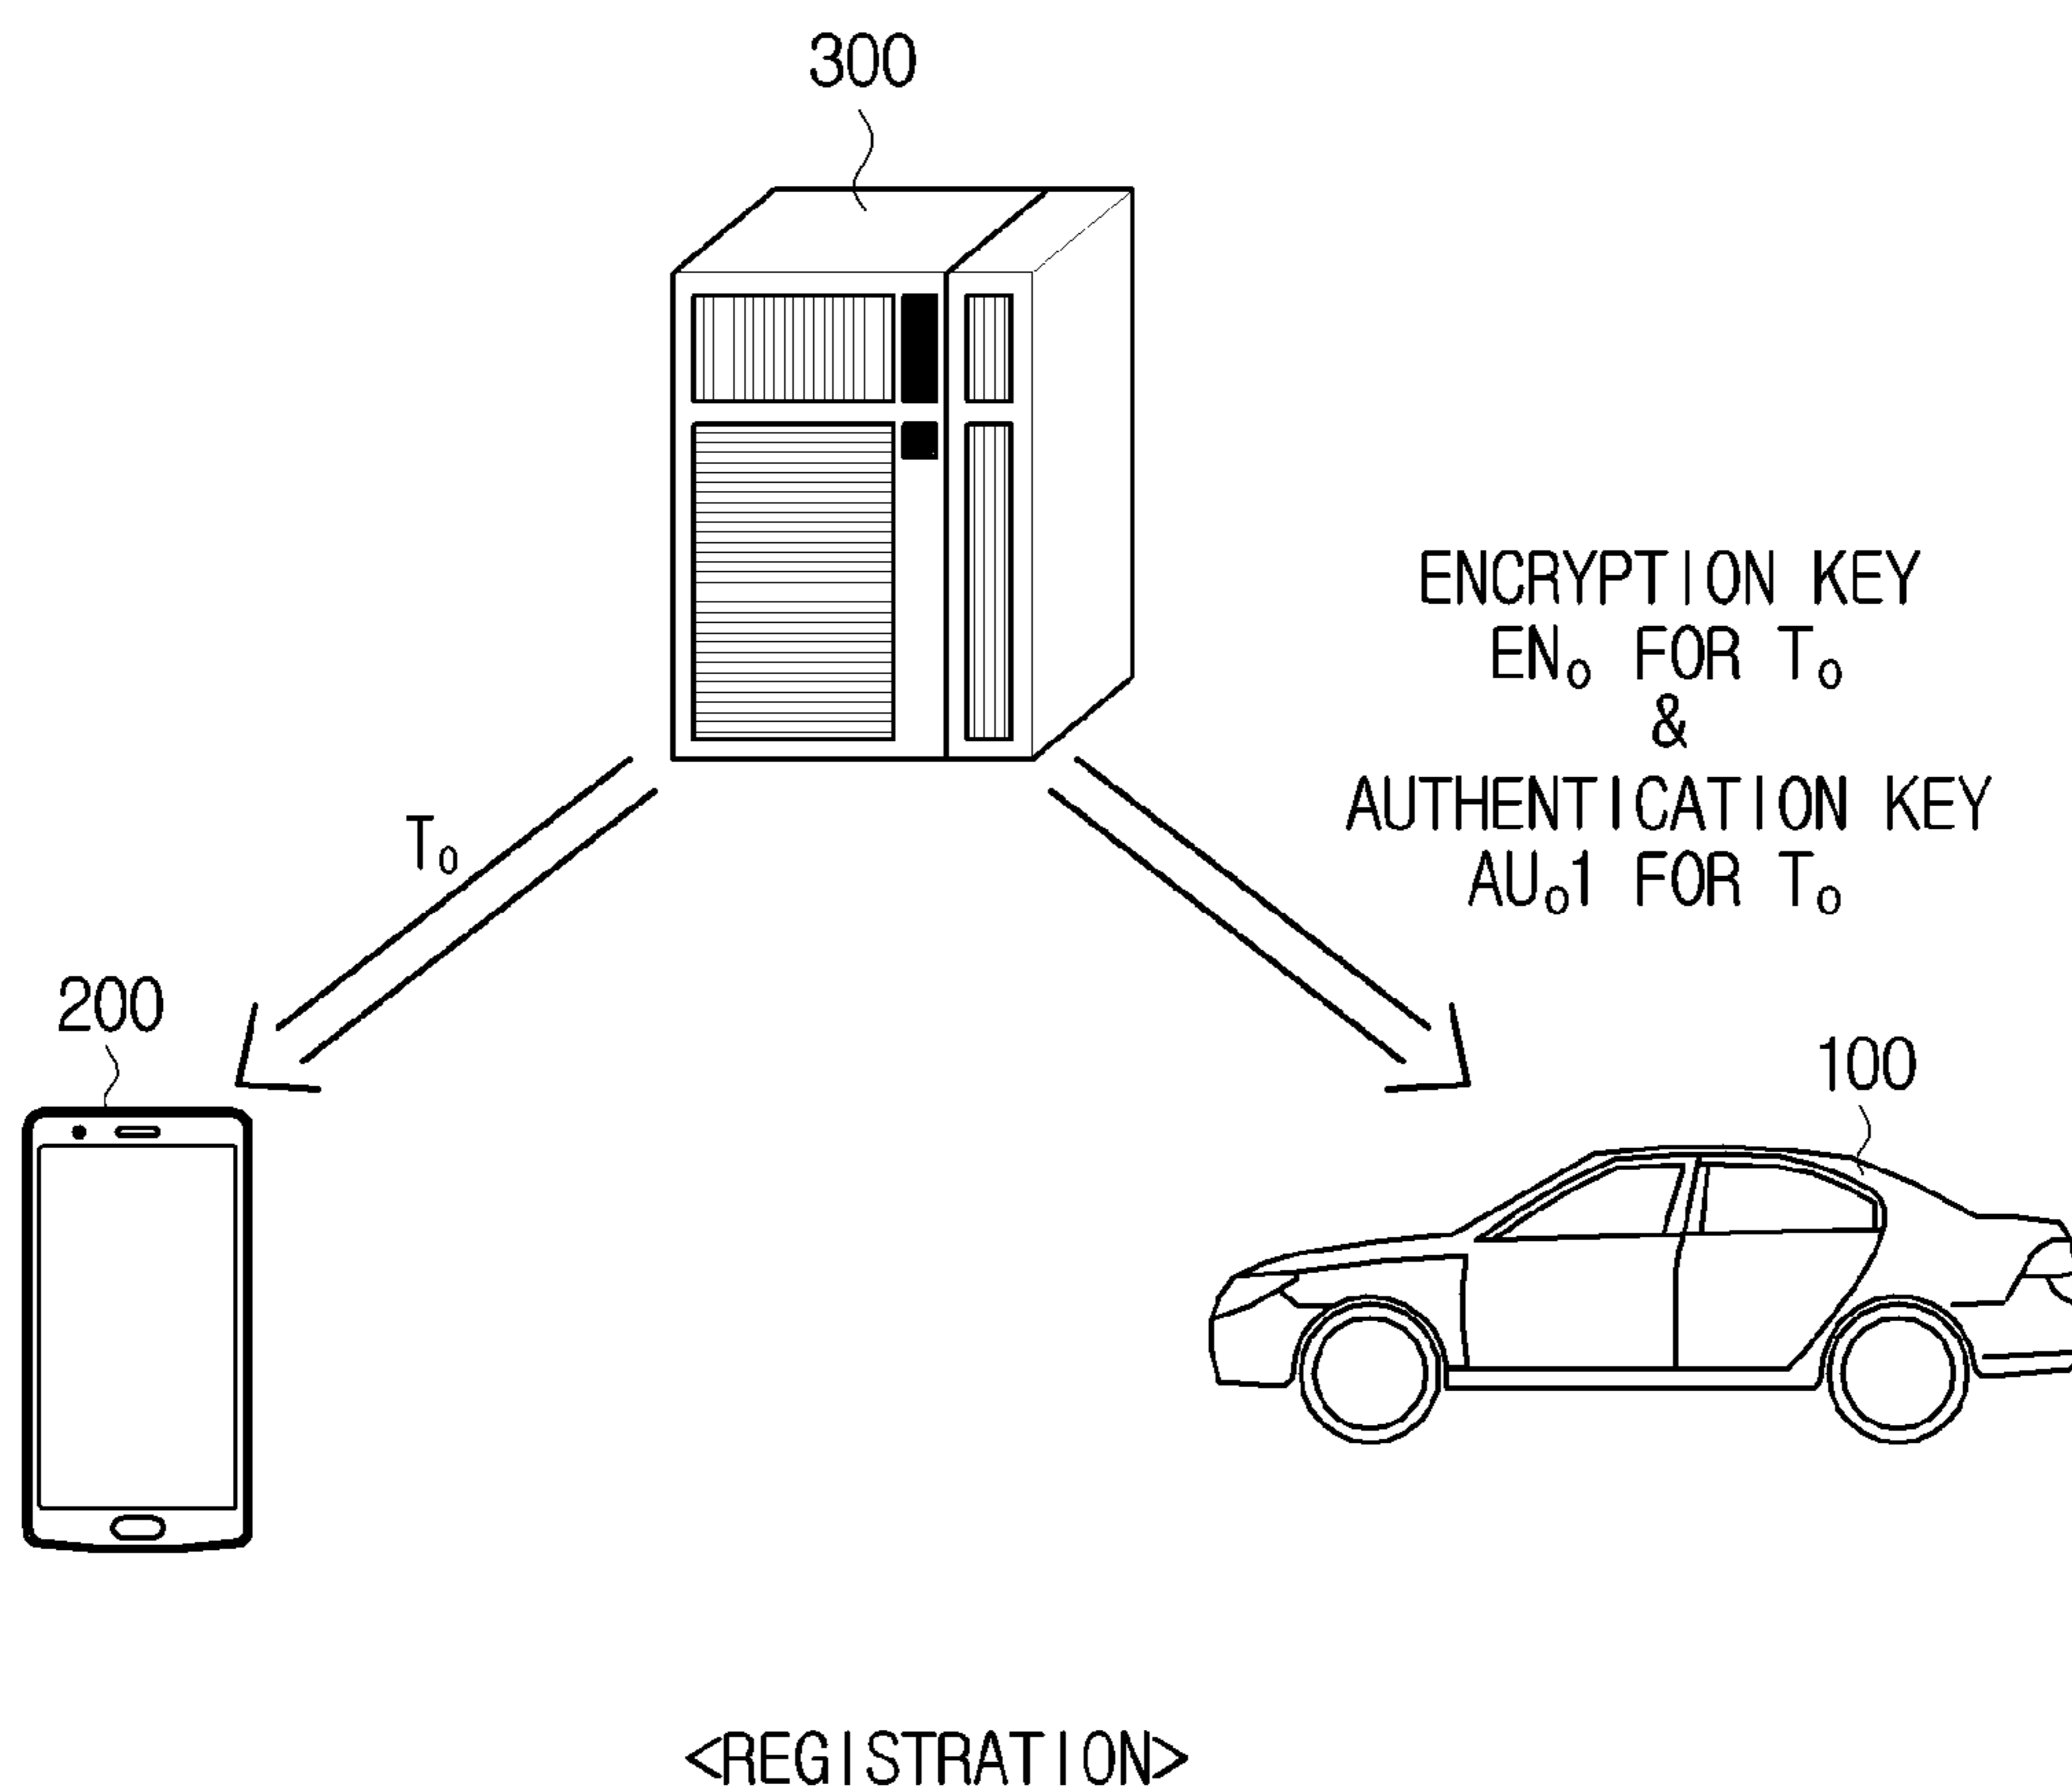 300
ENCRYPTION KEY
EN₀ FOR T₀
&
AUTHENTICATION KEY
AU₀1 FOR T₀
T₀
200
100
<REGISTRATION>